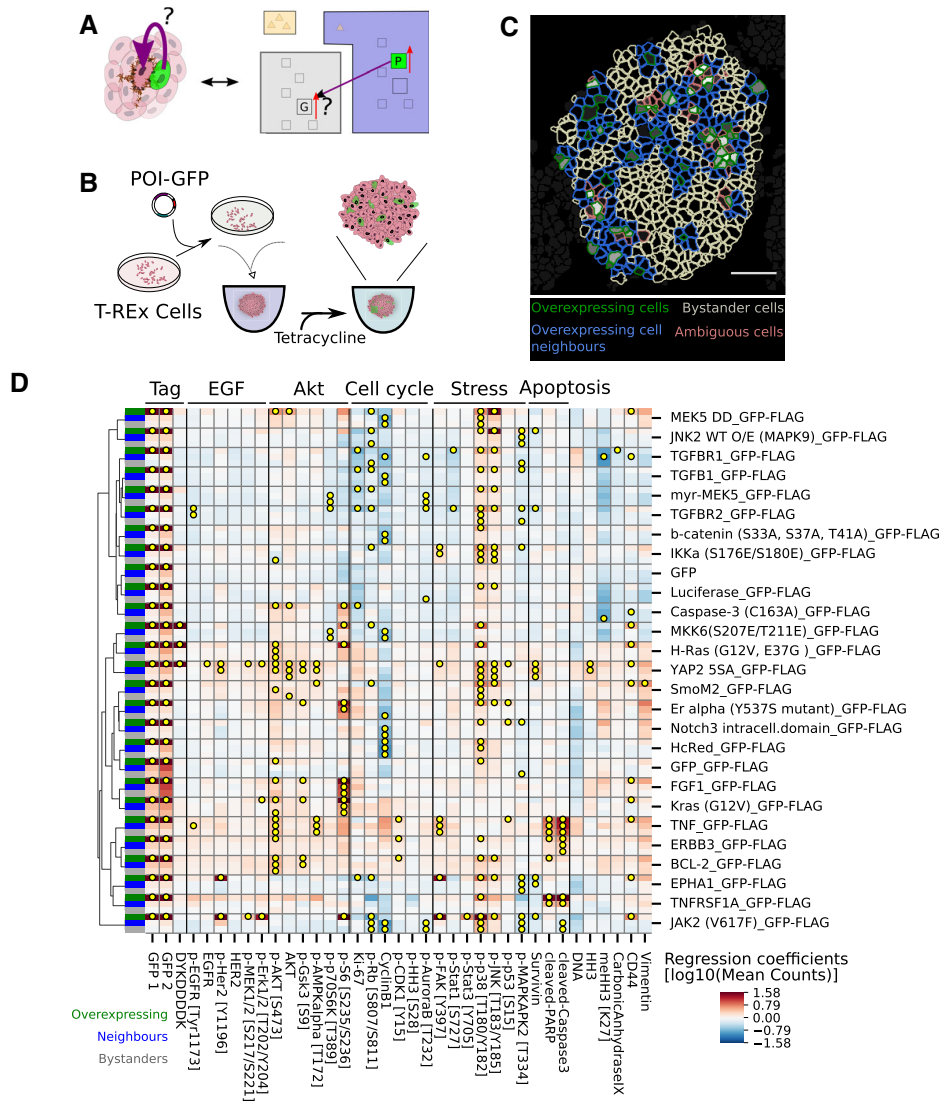 A
?
P
G
?
B
POI-GFP
T-REx Cells
Tetracycline
C
Overexpressing cells
Bystander cells
Overexpressing cell
neighbours
Ambiguous cells
D
Tag
EGF
Akt
Cell cycle
Stress
Apoptosis
MEK5 DD_GFP-FLAG
JNK2 WT O/E (MAPK9)_GFP-FLAG
TGFBR1_GFP-FLAG
TGFB1_GFP-FLAG
myr-MEK5_GFP-FLAG
TGFBR2_GFP-FLAG
b-catenin (S33A, S37A, T41A)_GFP-FLAG
IKKa (S176E/S180E)_GFP-FLAG
GFP
Luciferase_GFP-FLAG
Caspase-3 (C163A)_GFP-FLAG
MKK6(S207E/T211E)_GFP-FLAG
H-Ras (G12V, E37G )_GFP-FLAG
YAP2 5SA_GFP-FLAG
SmoM2_GFP-FLAG
Er alpha (Y537S mutant)_GFP-FLAG
Notch3 intracell.domain_GFP-FLAG
HcRed_GFP-FLAG
GFP_GFP-FLAG
FGF1_GFP-FLAG
Kras (G12V)_GFP-FLAG
TNF_GFP-FLAG
ERBB3_GFP-FLAG
BCL-2_GFP-FLAG
EPHA1_GFP-FLAG
TNFRSF1A_GFP-FLAG
JAK2 (V617F)_GFP-FLAG
GFP 1
GFP 2
DYKDDDDK
p-EGFR [Tyr1173]
EGFR
p-Her2 [Y1196]
HER2
p-MEK1/2 [S217/S221]
p-Erk1/2 [T202/Y204]
p-AKT [S473]
AKT
p-Gsk3 [S9]
p-AMPKalpha [T172]
p-p70S6K [T389]
p-S6 [S235/S236]
Ki-67
p-Rb [S807/S811]
CyclinB1
p-CDK1 [Y15]
p-HH3 [S28]
p-AuroraB [T232]
p-FAK [Y397]
p-Stat1 [S727]
p-Stat3 [Y705]
p-p38 [T180/Y182]
p-JNK [T183/Y185]
p-p53 [S15]
p-MAPKAPK2 [T334]
Survivin
cleaved-PARP
cleaved-Caspase3
DNA
HH3
meHH3 [K27]
CarbonicAnhydraseIX
CD44
Vimentin
Overexpressing
Neighbours
Bystanders
Regression coefficients
[log10(Mean Counts)]
1.58
0.79
0.00
−0.79
−1.58